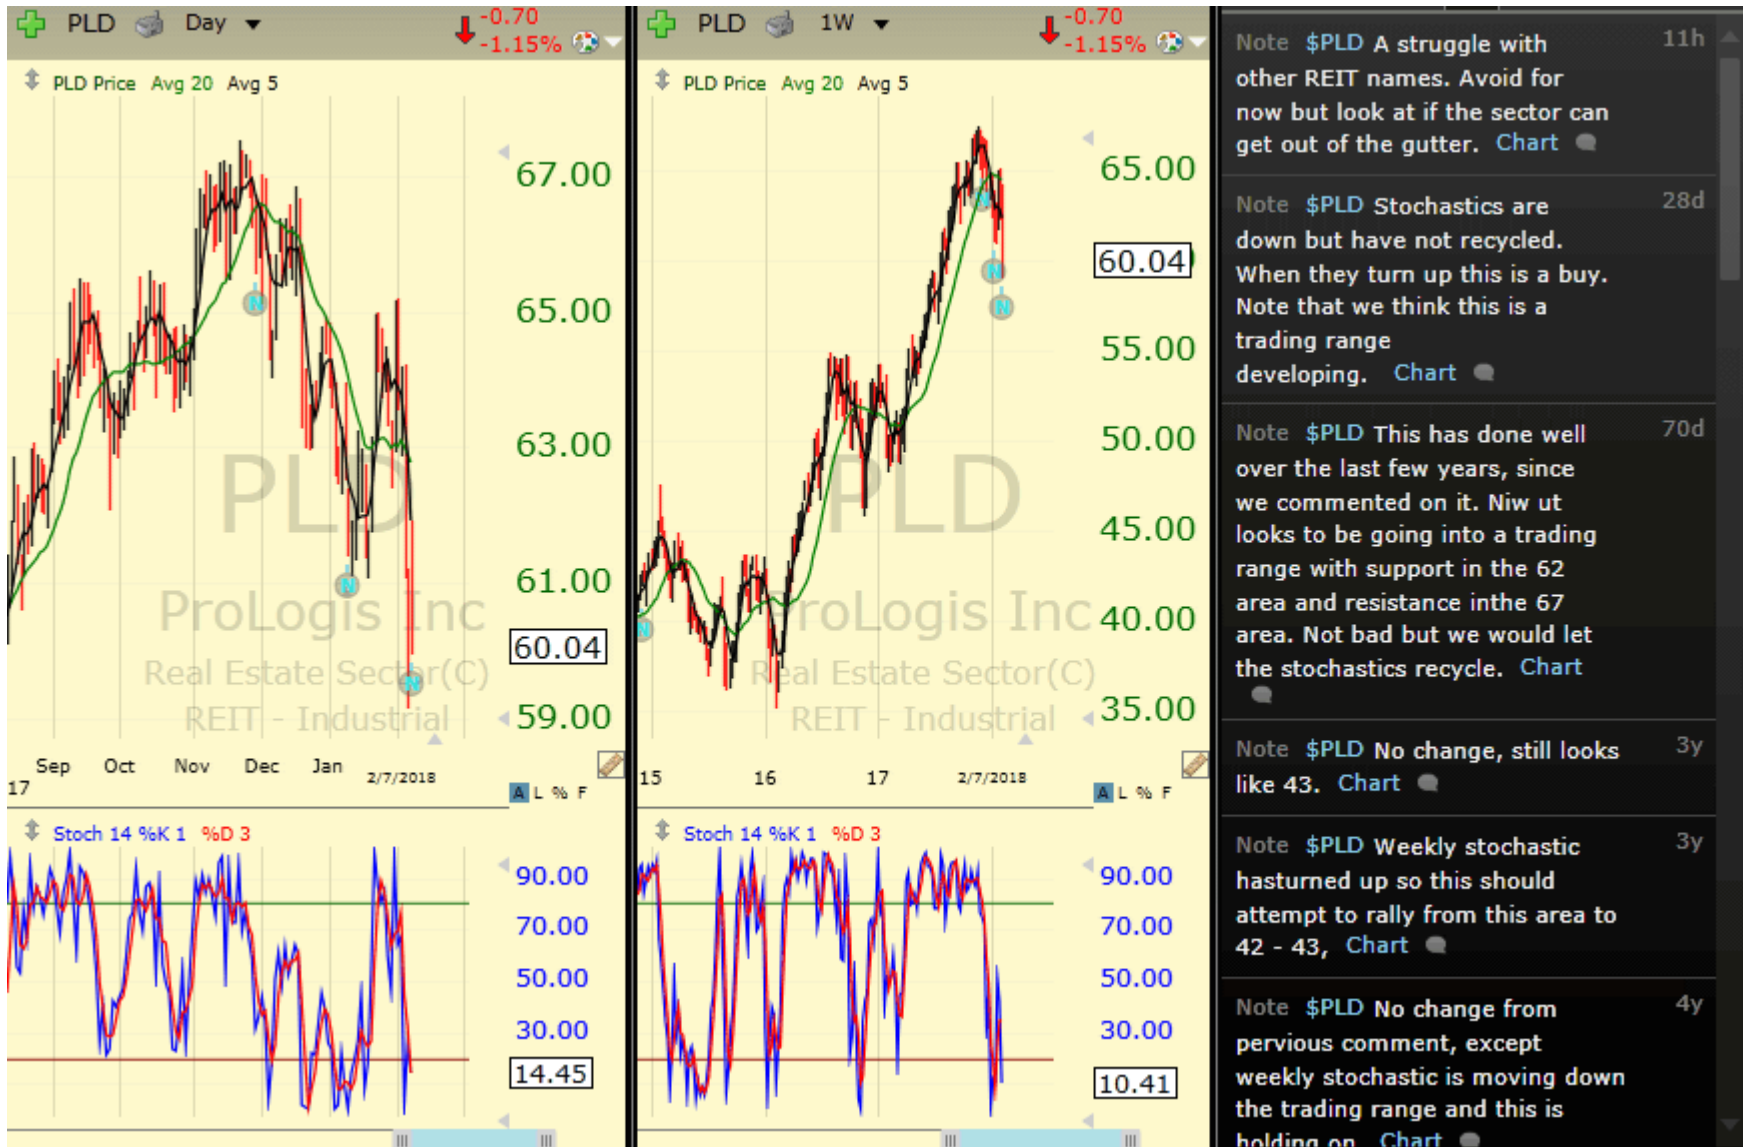 PLD Day
-0.70
-1.15%
PLD Price Avg 20 Avg 5
67.00
65.00
63.00
61.00
60.04
59.00
PLD
ProLogis Inc
Real Estate Sector(C)
REIT - Industrial
Sep Oct Nov Dec Jan 2/7/2018
17
A L % F
Stoch 14 %K 1 %D 3
90.00
70.00
50.00
30.00
14.45
N
N
N
PLD 1W
-0.70
-1.15%
PLD Price Avg 20 Avg 5
65.00
60.04
55.00
50.00
45.00
40.00
35.00
PLD
ProLogis Inc
Real Estate Sector(C)
REIT - Industrial
15 16 17 2/7/2018
A L % F
Stoch 14 %K 1 %D 3
90.00
70.00
50.00
30.00
10.41
N
N
N
N
Note $PLD A struggle with 11h
other REIT names. Avoid for
now but look at if the sector can
get out of the gutter. Chart
Note $PLD Stochastics are 28d
down but have not recycled.
When they turn up this is a buy.
Note that we think this is a
trading range
developing. Chart
Note $PLD This has done well 70d
over the last few years, since
we commented on it. Niw ut
looks to be going into a trading
range with support in the 62
area and resistance inthe 67
area. Not bad but we would let
the stochastics recycle. Chart
Note $PLD No change, still looks 3y
like 43. Chart
Note $PLD Weekly stochastic 3y
hasturned up so this should
attempt to rally from this area to
42 - 43, Chart
Note $PLD No change from 4y
pervious comment, except
weekly stochastic is moving down
the trading range and this is
holding on. Chart